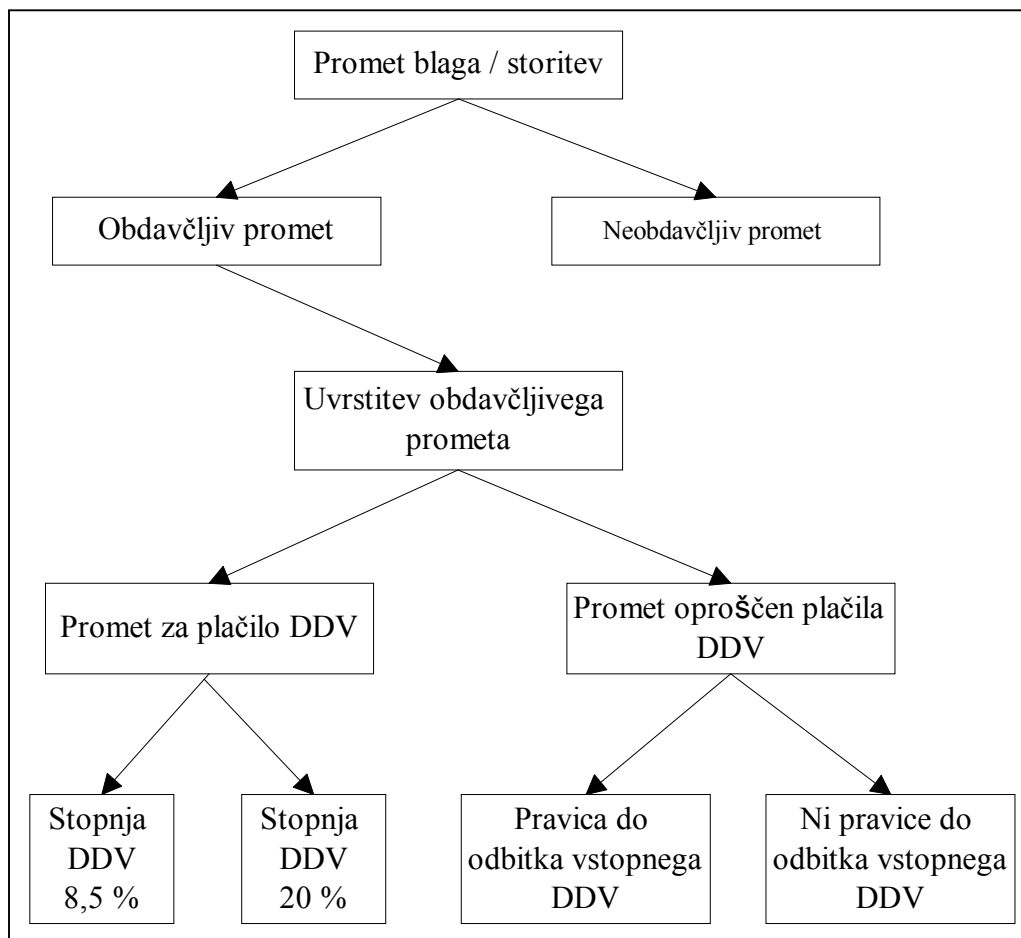 Promet blaga / storitev
Obdavčljiv promet
Neobdavčljiv promet
Uvrstitev obdavčljivega
prometa
Promet za plačilo DDV
Promet oproščen plačila
DDV
Stopnja
DDV
8,5 %
Stopnja
DDV
20 %
Pravica do
odbitka vstopnega
DDV
Ni pravice do
odbitka vstopnega
DDV